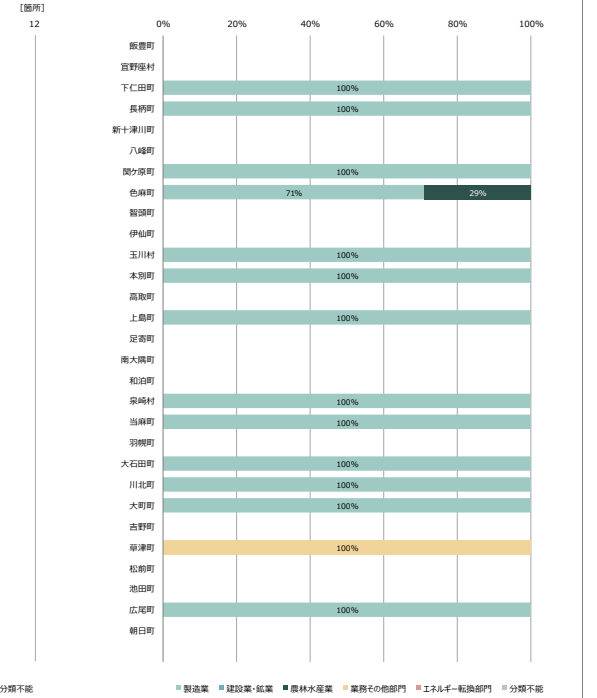 [箇所]
12
0% 20% 40% 60% 80% 100%
飯豊町
宜野座村
下仁田町 100%
長柄町 100%
新十津川町
八峰町
関ケ原町 100%
色麻町 71% 29%
智頭町
伊仙町
玉川村 100%
本別町 100%
高取町
上島町 100%
足寄町
南大隅町
和泊町
泉崎村 100%
当麻町 100%
羽幌町
大石田町 100%
川北町 100%
大町町 100%
吉野町
草津町 100%
松前町
池田町
広尾町 100%
朝日町
分類不能
製造業 建設業・鉱業 農林水産業 業務その他部門 エネルギー転換部門 分類不能